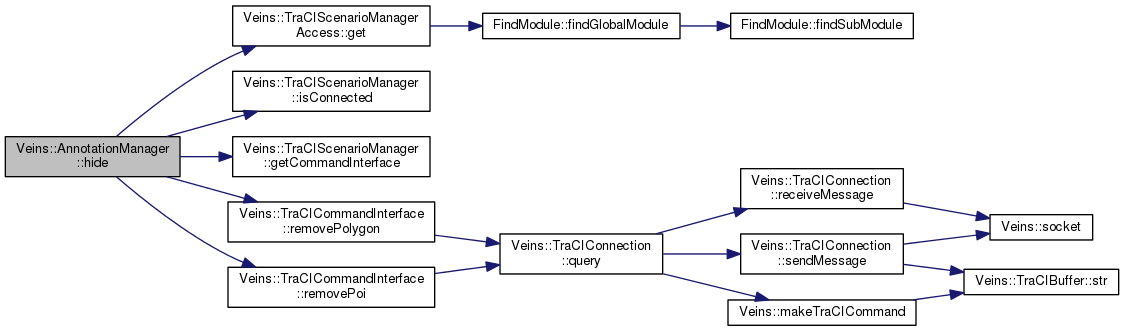 Veins::AnnotationManager
::hide
Veins::TraCIScenarioManager
Access::get
FindModule::findGlobalModule
FindModule::findSubModule
Veins::TraCIScenarioManager
::isConnected
Veins::TraCIScenarioManager
::getCommandInterface
Veins::TraCICommandInterface
::removePolygon
Veins::TraCICommandInterface
::removePoi
Veins::TraCIConnection
::query
Veins::TraCIConnection
::receiveMessage
Veins::TraCIConnection
::sendMessage
Veins::makeTraCICommand
Veins::socket
Veins::TraCIBuffer::str